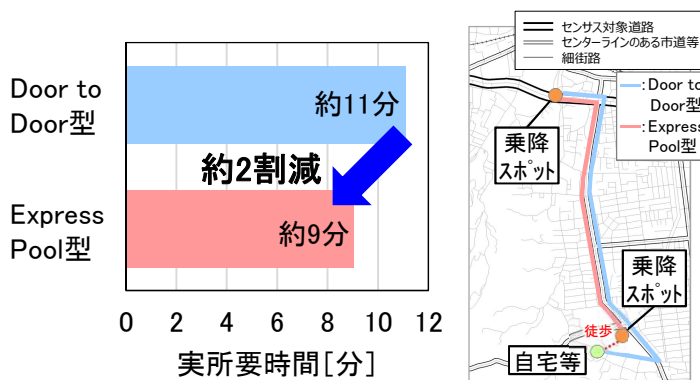 Door to
Door型
約11分
約2割減
Express
Pool型
約9分
0 2 4 6 8 10 12
実所要時間[分]
センサス対象道路
センターラインのある市道等
細街路
:Door to
Door型
:Express
Pool型
乗降
スポット
乗降
スポット
徒歩
自宅等